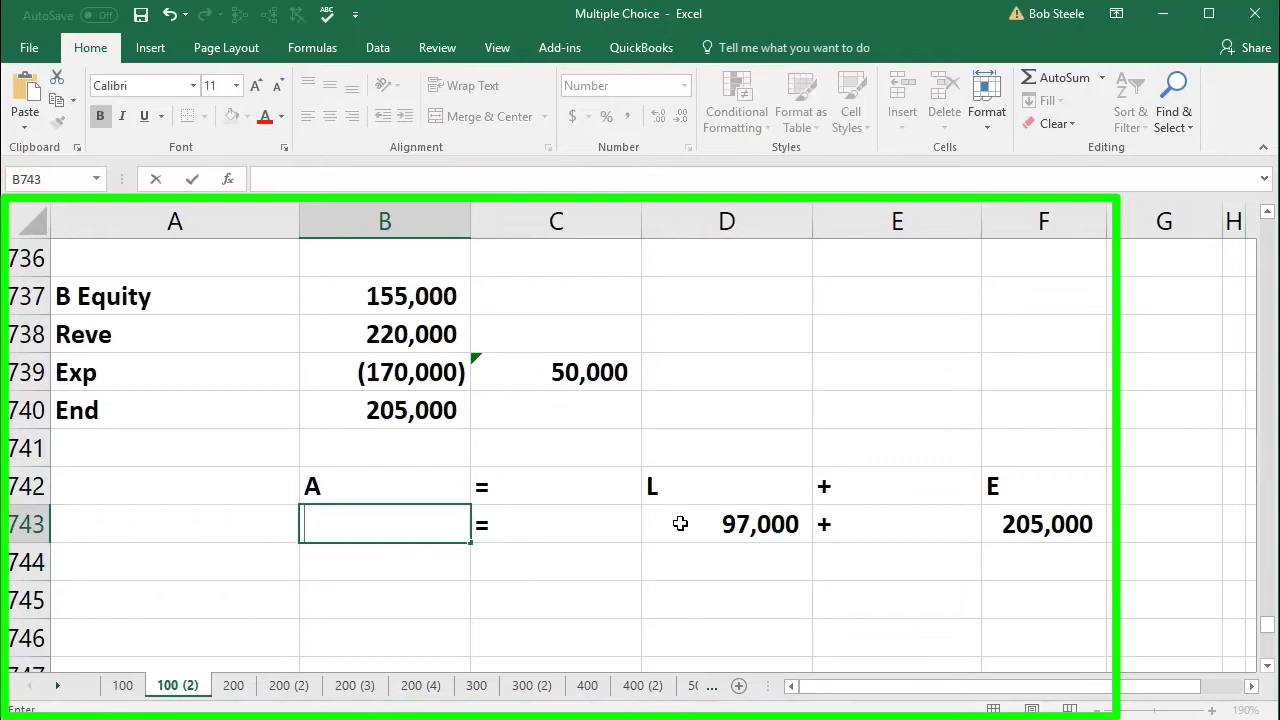 AutoSave Off
Multiple Choice - Excel
Bob Steele
File Home Insert Page Layout Formulas Data Review View Add-ins QuickBooks Tell me what you want to do Share
Paste
Calibri 11
B I U A
Wrap Text
Merge & Center
Number
$ % ,
Conditional Formatting
Format as Table
Cell Styles
Insert Delete Format
AutoSum
Fill
Clear
Sort & Filter
Find & Select
Clipboard Font Alignment Number Styles Cells Editing
B743 fx
A B C D E F G H
736
737 B Equity 155,000
738 Reve 220,000
739 Exp (170,000) 50,000
740 End 205,000
741
742 A = L + E
743 = 97,000 + 205,000
744
745
746
747
100 100 (2) 200 200 (2) 200 (3) 200 (4) 300 300 (2) 400 400 (2) ...
Enter 190%